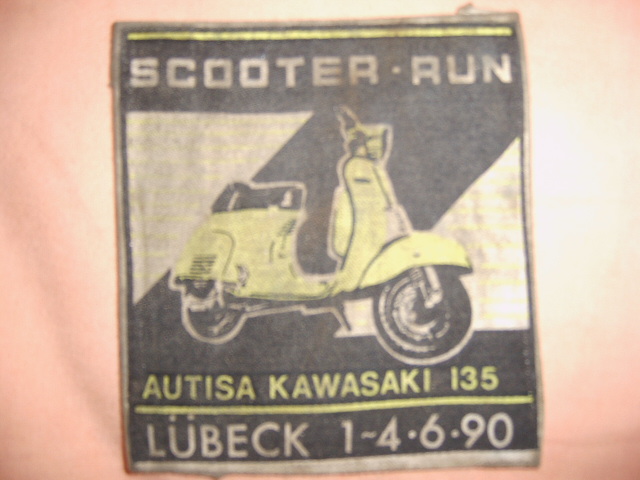 SCOOTER·RUN
AUTISA KAWASAKI 135
LÜBECK 1~4·6·90